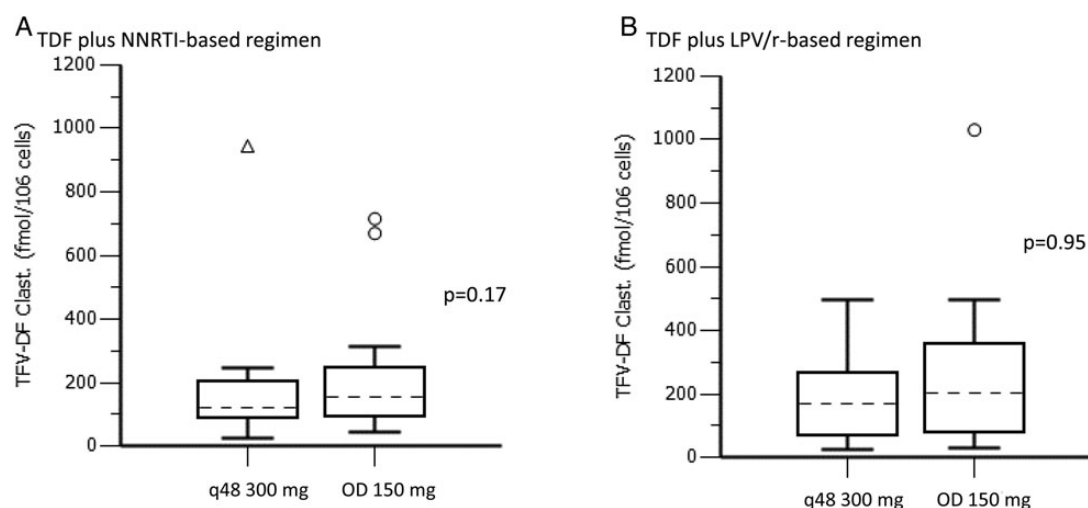 A TDF plus NNRTI-based regimen
1200
1000
800
600
400
200
0
TFV-DF Clast. (fmol/106 cells)
p=0.17
q48 300 mg
OD 150 mg
B TDF plus LPV/r-based regimen
1200
1000
800
600
400
200
0
TFV-DF Clast. (fmol/106 cells)
p=0.95
q48 300 mg
OD 150 mg